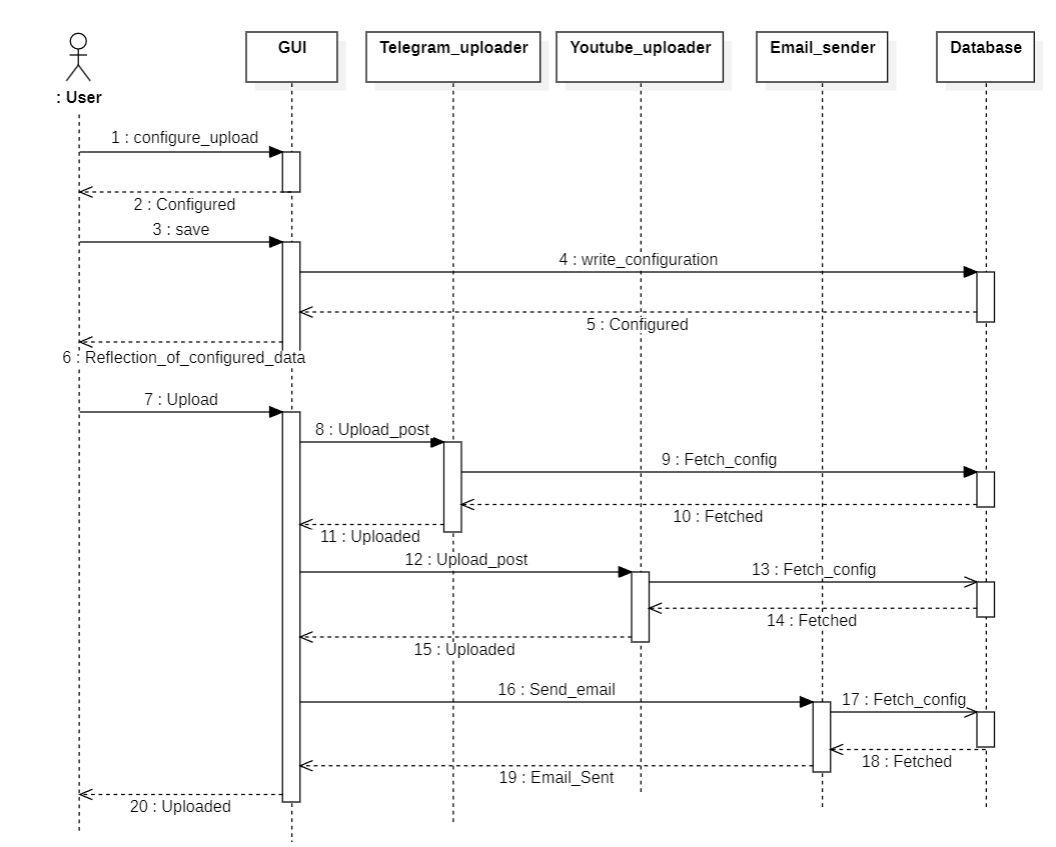 GUI
Telegram_uploader
Youtube_uploader
Email_sender
Database
: User
1 : configure_upload
2 : Configured
3 : save
4 : write_configuration
5 : Configured
6 : Reflection_of_configured_data
7 : Upload
8 : Upload_post
9 : Fetch_config
10 : Fetched
11 : Uploaded
12 : Upload_post
13 : Fetch_config
14 : Fetched
15 : Uploaded
16 : Send_email
17 : Fetch_config
18 : Fetched
19 : Email_Sent
20 : Uploaded